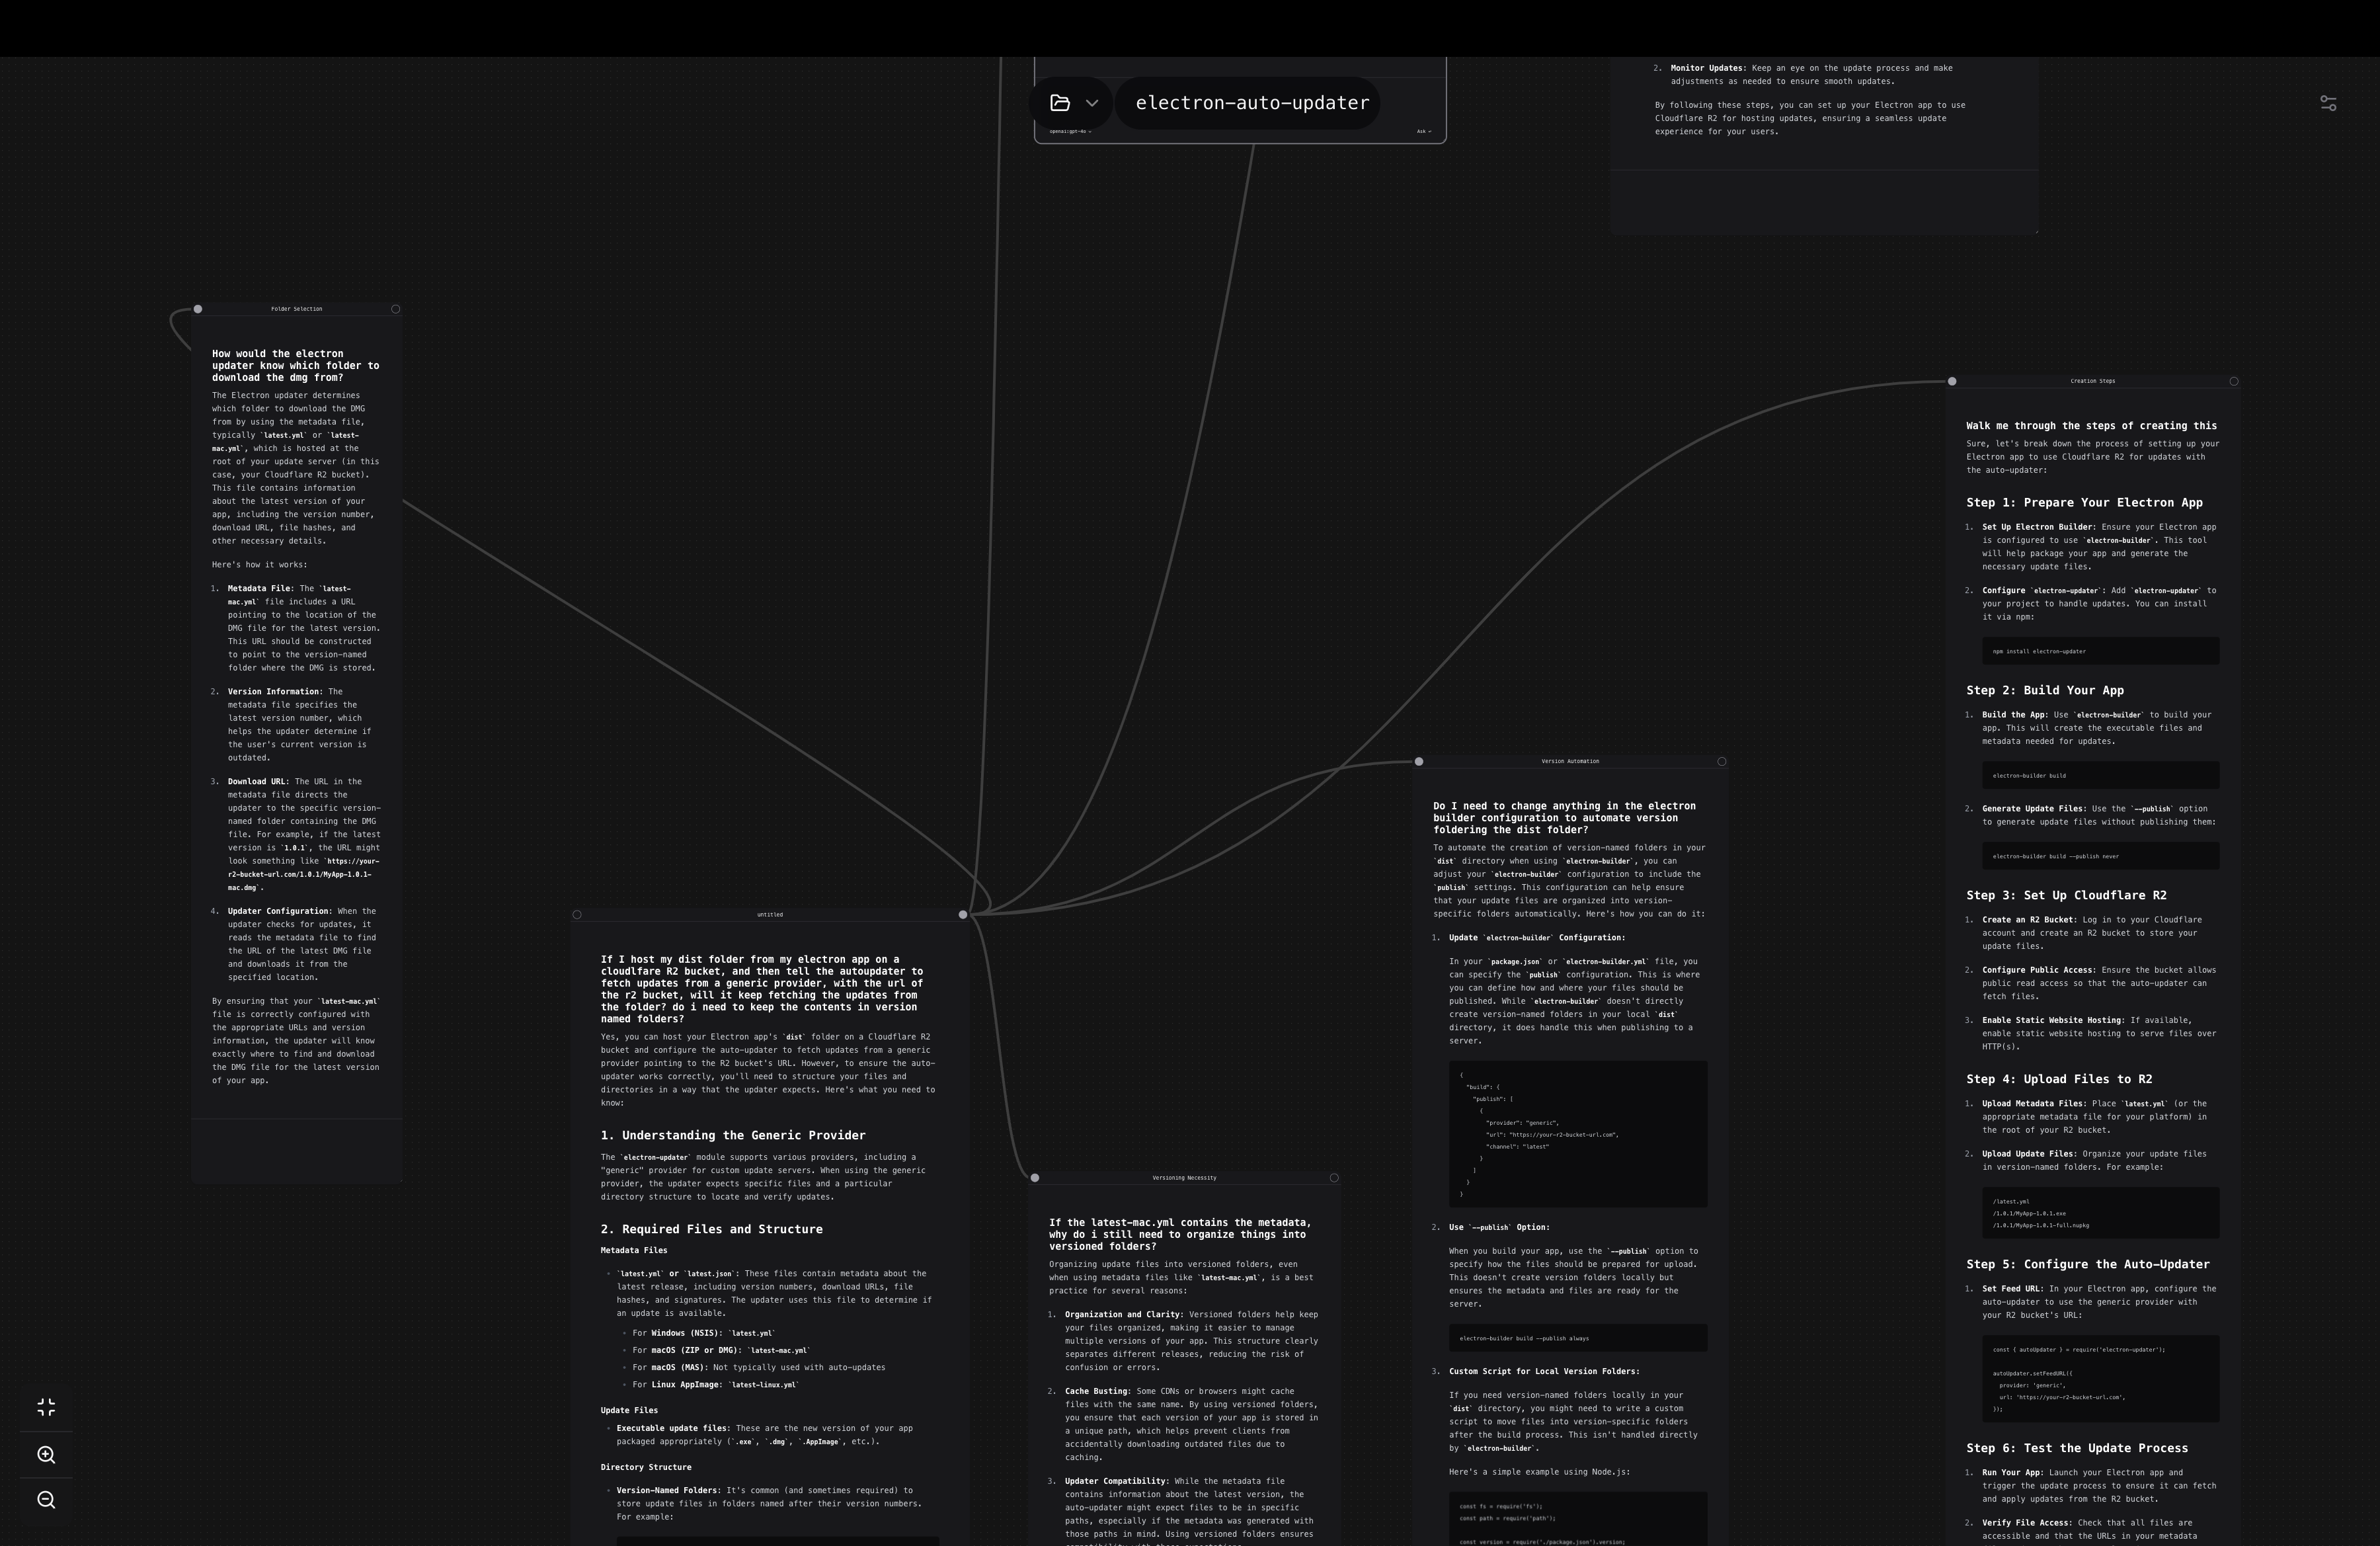 electron-auto-updater
openai:gpt-4o
Ask
2. Monitor Updates: Keep an eye on the update process and make
adjustments as needed to ensure smooth updates.
By following these steps, you can set up your Electron app to use
Cloudflare R2 for hosting updates, ensuring a seamless update
experience for your users.
Folder Selection
How would the electron
updater know which folder to
download the dmg from?
The Electron updater determines
which folder to download the DMG
from by using the metadata file,
typically `latest.yml` or `latest-
mac.yml`, which is hosted at the
root of your update server (in this
case, your Cloudflare R2 bucket).
This file contains information
about the latest version of your
app, including the version number,
download URL, file hashes, and
other necessary details.
Here's how it works:
1. Metadata File: The `latest-
mac.yml` file includes a URL
pointing to the location of the
DMG file for the latest version.
This URL should be constructed
to point to the version-named
folder where the DMG is stored.
2. Version Information: The
metadata file specifies the
latest version number, which
helps the updater determine if
the user's current version is
outdated.
3. Download URL: The URL in the
metadata file directs the
updater to the specific version-
named folder containing the DMG
file. For example, if the latest
version is `1.0.1`, the URL might
look something like `https://your-
r2-bucket-url.com/1.0.1/MyApp-1.0.1-
mac.dmg`.
4. Updater Configuration: When the
updater checks for updates, it
reads the metadata file to find
the URL of the latest DMG file
and downloads it from the
specified location.
By ensuring that your `latest-mac.yml`
file is correctly configured with
the appropriate URLs and version
information, the updater will know
exactly where to find and download
the DMG file for the latest version
of your app.
untitled
If I host my dist folder from my electron app on a
cloudlfare R2 bucket, and then tell the autoupdater to
fetch updates from a generic provider, with the url of
the r2 bucket, will it keep fetching the updates from
the folder? do i need to keep the contents in version
named folders?
Yes, you can host your Electron app's `dist` folder on a Cloudflare R2
bucket and configure the auto-updater to fetch updates from a generic
provider pointing to the R2 bucket's URL. However, to ensure the auto-
updater works correctly, you'll need to structure your files and
directories in a way that the updater expects. Here's what you need to
know:
1. Understanding the Generic Provider
The `electron-updater` module supports various providers, including a
"generic" provider for custom update servers. When using the generic
provider, the updater expects specific files and a particular
directory structure to locate and verify updates.
2. Required Files and Structure
Metadata Files
◦ `latest.yml` or `latest.json`: These files contain metadata about the
latest release, including version numbers, download URLs, file
hashes, and signatures. The updater uses this file to determine if
an update is available.
◦ For Windows (NSIS): `latest.yml`
◦ For macOS (ZIP or DMG): `latest-mac.yml`
◦ For macOS (MAS): Not typically used with auto-updates
◦ For Linux AppImage: `latest-linux.yml`
Update Files
◦ Executable update files: These are the new version of your app
packaged appropriately (`.exe`, `.dmg`, `.AppImage`, etc.).
Directory Structure
◦ Version-Named Folders: It's common (and sometimes required) to
store update files in folders named after their version numbers.
For example:
Versioning Necessity
If the latest-mac.yml contains the metadata,
why do i still need to organize things into
versioned folders?
Organizing update files into versioned folders, even
when using metadata files like `latest-mac.yml`, is a best
practice for several reasons:
1. Organization and Clarity: Versioned folders help keep
your files organized, making it easier to manage
multiple versions of your app. This structure clearly
separates different releases, reducing the risk of
confusion or errors.
2. Cache Busting: Some CDNs or browsers might cache
files with the same name. By using versioned folders,
you ensure that each version of your app is stored in
a unique path, which helps prevent clients from
accidentally downloading outdated files due to
caching.
3. Updater Compatibility: While the metadata file
contains information about the latest version, the
auto-updater might expect files to be in specific
paths, especially if the metadata was generated with
those paths in mind. Using versioned folders ensures
Version Automation
Do I need to change anything in the electron
builder configuration to automate version
foldering the dist folder?
To automate the creation of version-named folders in your
`dist` directory when using `electron-builder`, you can
adjust your `electron-builder` configuration to include the
`publish` settings. This configuration can help ensure
that your update files are organized into version-
specific folders automatically. Here's how you can do it:
1. Update `electron-builder` Configuration:
In your `package.json` or `electron-builder.yml` file, you
can specify the `publish` configuration. This is where
you can define how and where your files should be
published. While `electron-builder` doesn't directly
create version-named folders in your local `dist`
directory, it does handle this when publishing to a
server.
{
"build": {
"publish": [
{
"provider": "generic",
"url": "https://your-r2-bucket-url.com",
"channel": "latest"
}
]
}
}
2. Use `--publish` Option:
When you build your app, use the `--publish` option to
specify how the files should be prepared for upload.
This doesn't create version folders locally but
ensures the metadata and files are ready for the
server.
electron-builder build --publish always
3. Custom Script for Local Version Folders:
If you need version-named folders locally in your
`dist` directory, you might need to write a custom
script to move files into version-specific folders
after the build process. This isn't handled directly
by `electron-builder`.
Here's a simple example using Node.js:
const fs = require('fs');
const path = require('path');
const version = require('./package.json').version;
Creation Steps
Walk me through the steps of creating this
Sure, let's break down the process of setting up your
Electron app to use Cloudflare R2 for updates with
the auto-updater:
Step 1: Prepare Your Electron App
1. Set Up Electron Builder: Ensure your Electron app
is configured to use `electron-builder`. This tool
will help package your app and generate the
necessary update files.
2. Configure `electron-updater`: Add `electron-updater` to
your project to handle updates. You can install
it via npm:
npm install electron-updater
Step 2: Build Your App
1. Build the App: Use `electron-builder` to build your
app. This will create the executable files and
metadata needed for updates.
electron-builder build
2. Generate Update Files: Use the `--publish` option
to generate update files without publishing them:
electron-builder build --publish never
Step 3: Set Up Cloudflare R2
1. Create an R2 Bucket: Log in to your Cloudflare
account and create an R2 bucket to store your
update files.
2. Configure Public Access: Ensure the bucket allows
public read access so that the auto-updater can
fetch files.
3. Enable Static Website Hosting: If available,
enable static website hosting to serve files over
HTTP(s).
Step 4: Upload Files to R2
1. Upload Metadata Files: Place `latest.yml` (or the
appropriate metadata file for your platform) in
the root of your R2 bucket.
2. Upload Update Files: Organize your update files
in version-named folders. For example:
/latest.yml
/1.0.1/MyApp-1.0.1.exe
/1.0.1/MyApp-1.0.1-full.nupkg
Step 5: Configure the Auto-Updater
1. Set Feed URL: In your Electron app, configure the
auto-updater to use the generic provider with
your R2 bucket's URL:
const { autoUpdater } = require('electron-updater');
autoUpdater.setFeedURL({
provider: 'generic',
url: 'https://your-r2-bucket-url.com',
});
Step 6: Test the Update Process
1. Run Your App: Launch your Electron app and
trigger the update process to ensure it can fetch
and apply updates from the R2 bucket.
2. Verify File Access: Check that all files are
accessible and that the URLs in your metadata